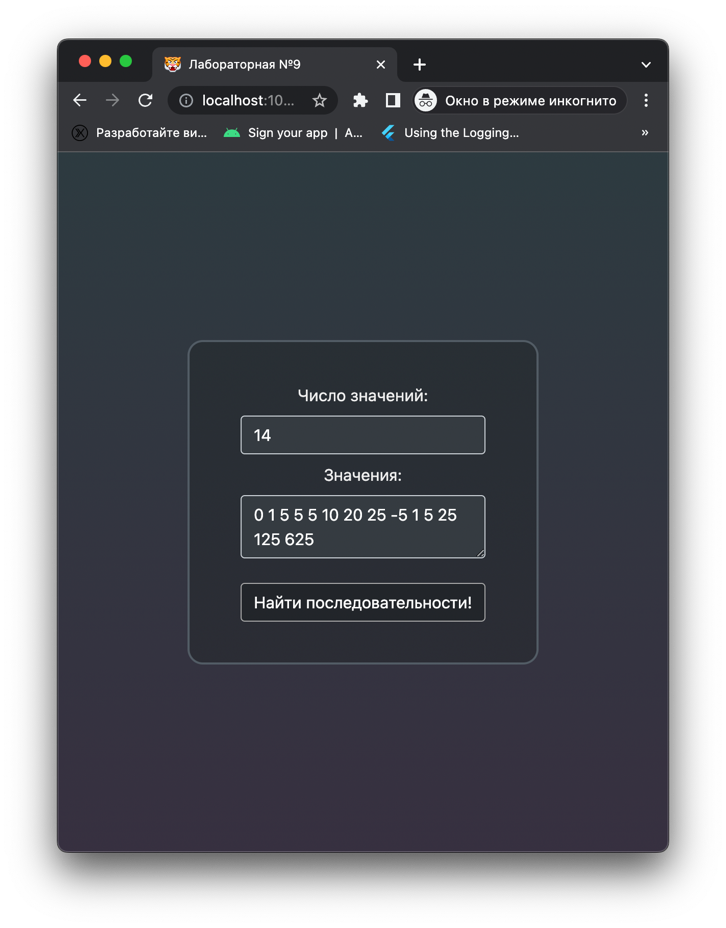 Лабораторная №9
localhost:10...
Окно в режиме инкогнито
Разработайте ви...
Sign your app | A...
Using the Logging...
»
Число значений:
14
Значения:
0 1 5 5 5 10 20 25 -5 1 5 25
125 625
Найти последовательности!